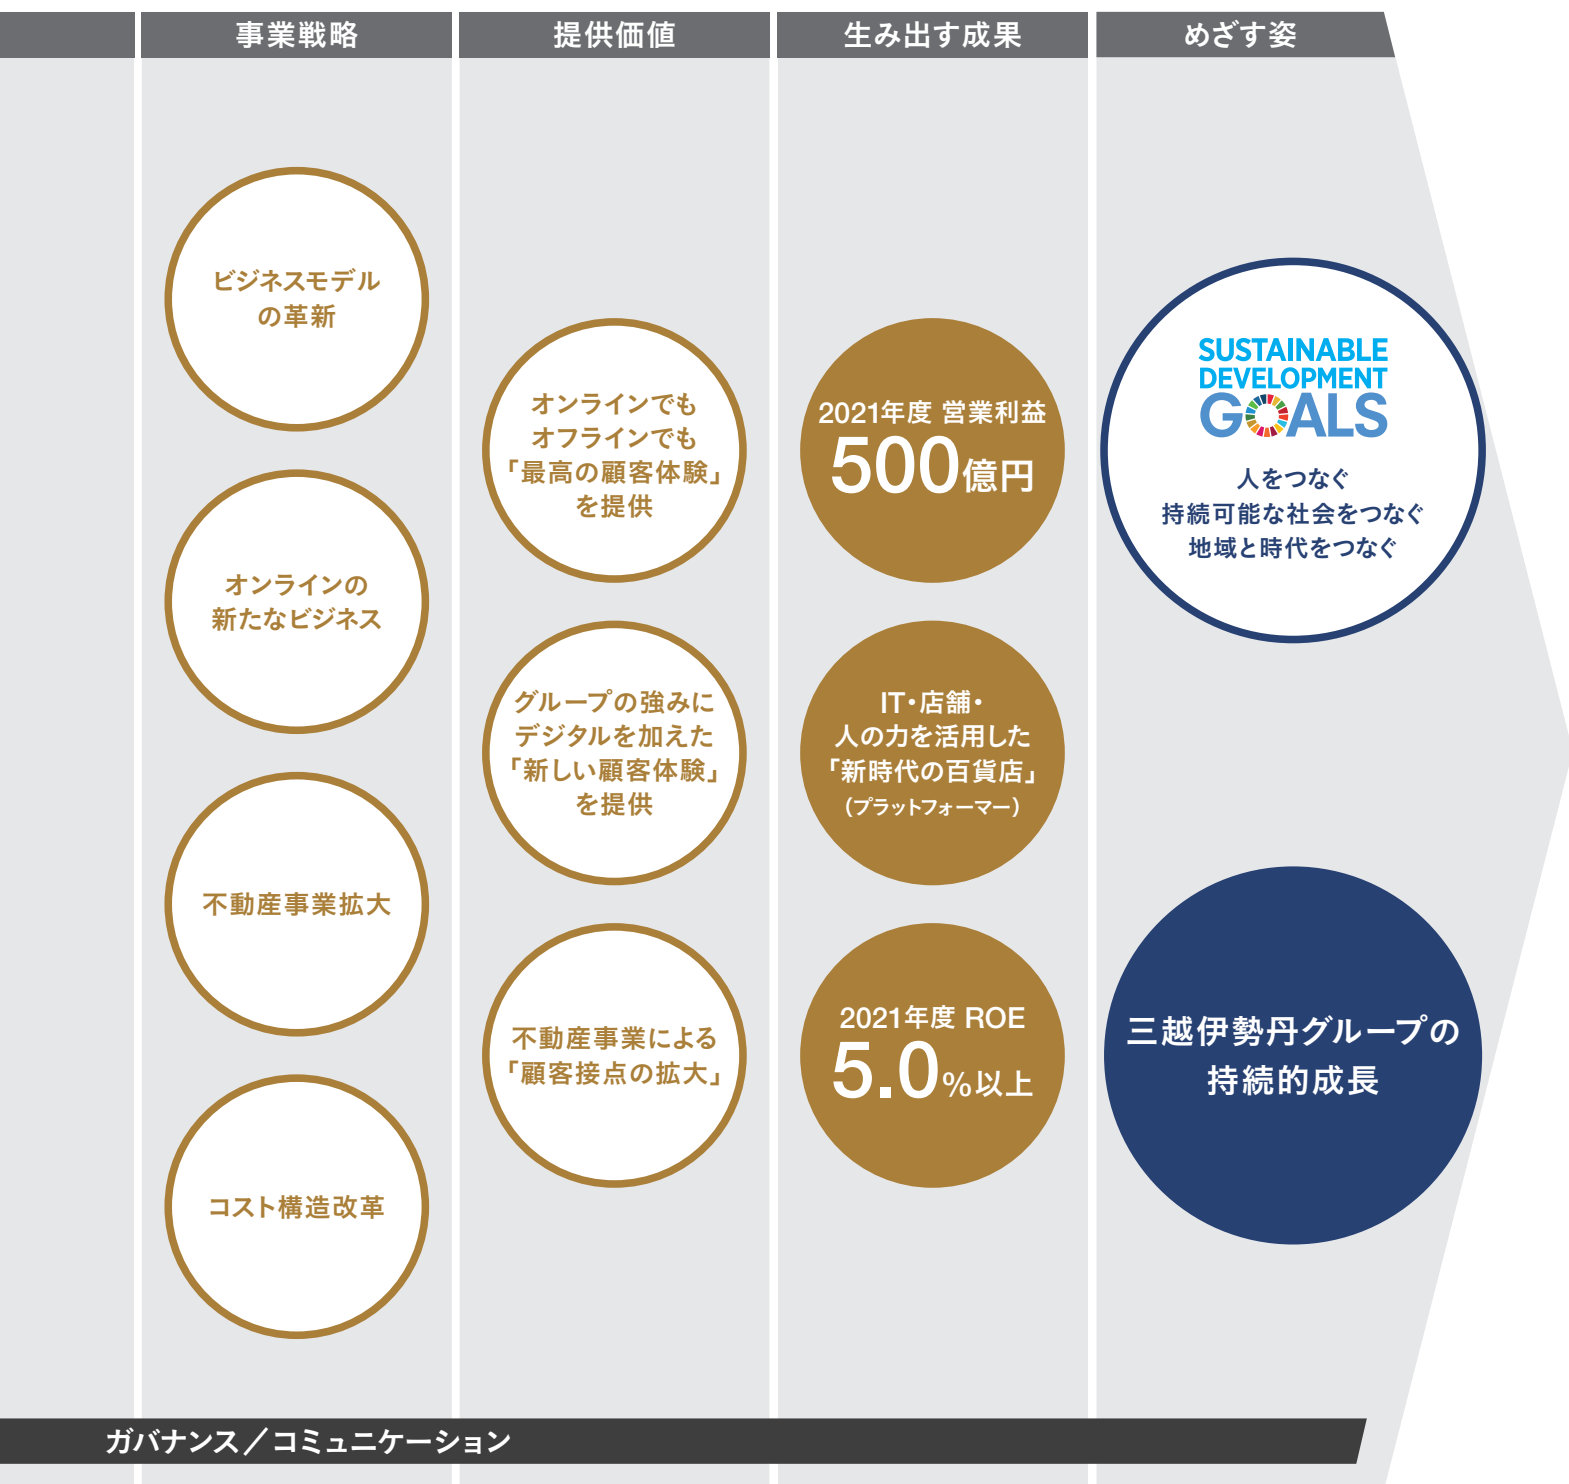 事業戦略
提供価値
生み出す成果
めざす姿
ビジネスモデル
の革新
オンラインの
新たなビジネス
不動産事業拡大
コスト構造改革
オンラインでも
オフラインでも
「最高の顧客体験」
を提供
グループの強みに
デジタルを加えた
「新しい顧客体験」
を提供
不動産事業による
「顧客接点の拡大」
2021年度 営業利益
500億円
IT・店舗・
人の力を活用した
「新時代の百貨店」
（プラットフォーマー）
2021年度 ROE
5.0%以上
SUSTAINABLE
DEVELOPMENT
GOALS
人をつなぐ
持続可能な社会をつなぐ
地域と時代をつなぐ
三越伊勢丹グループの
持続的成長
ガバナンス／コミュニケーション